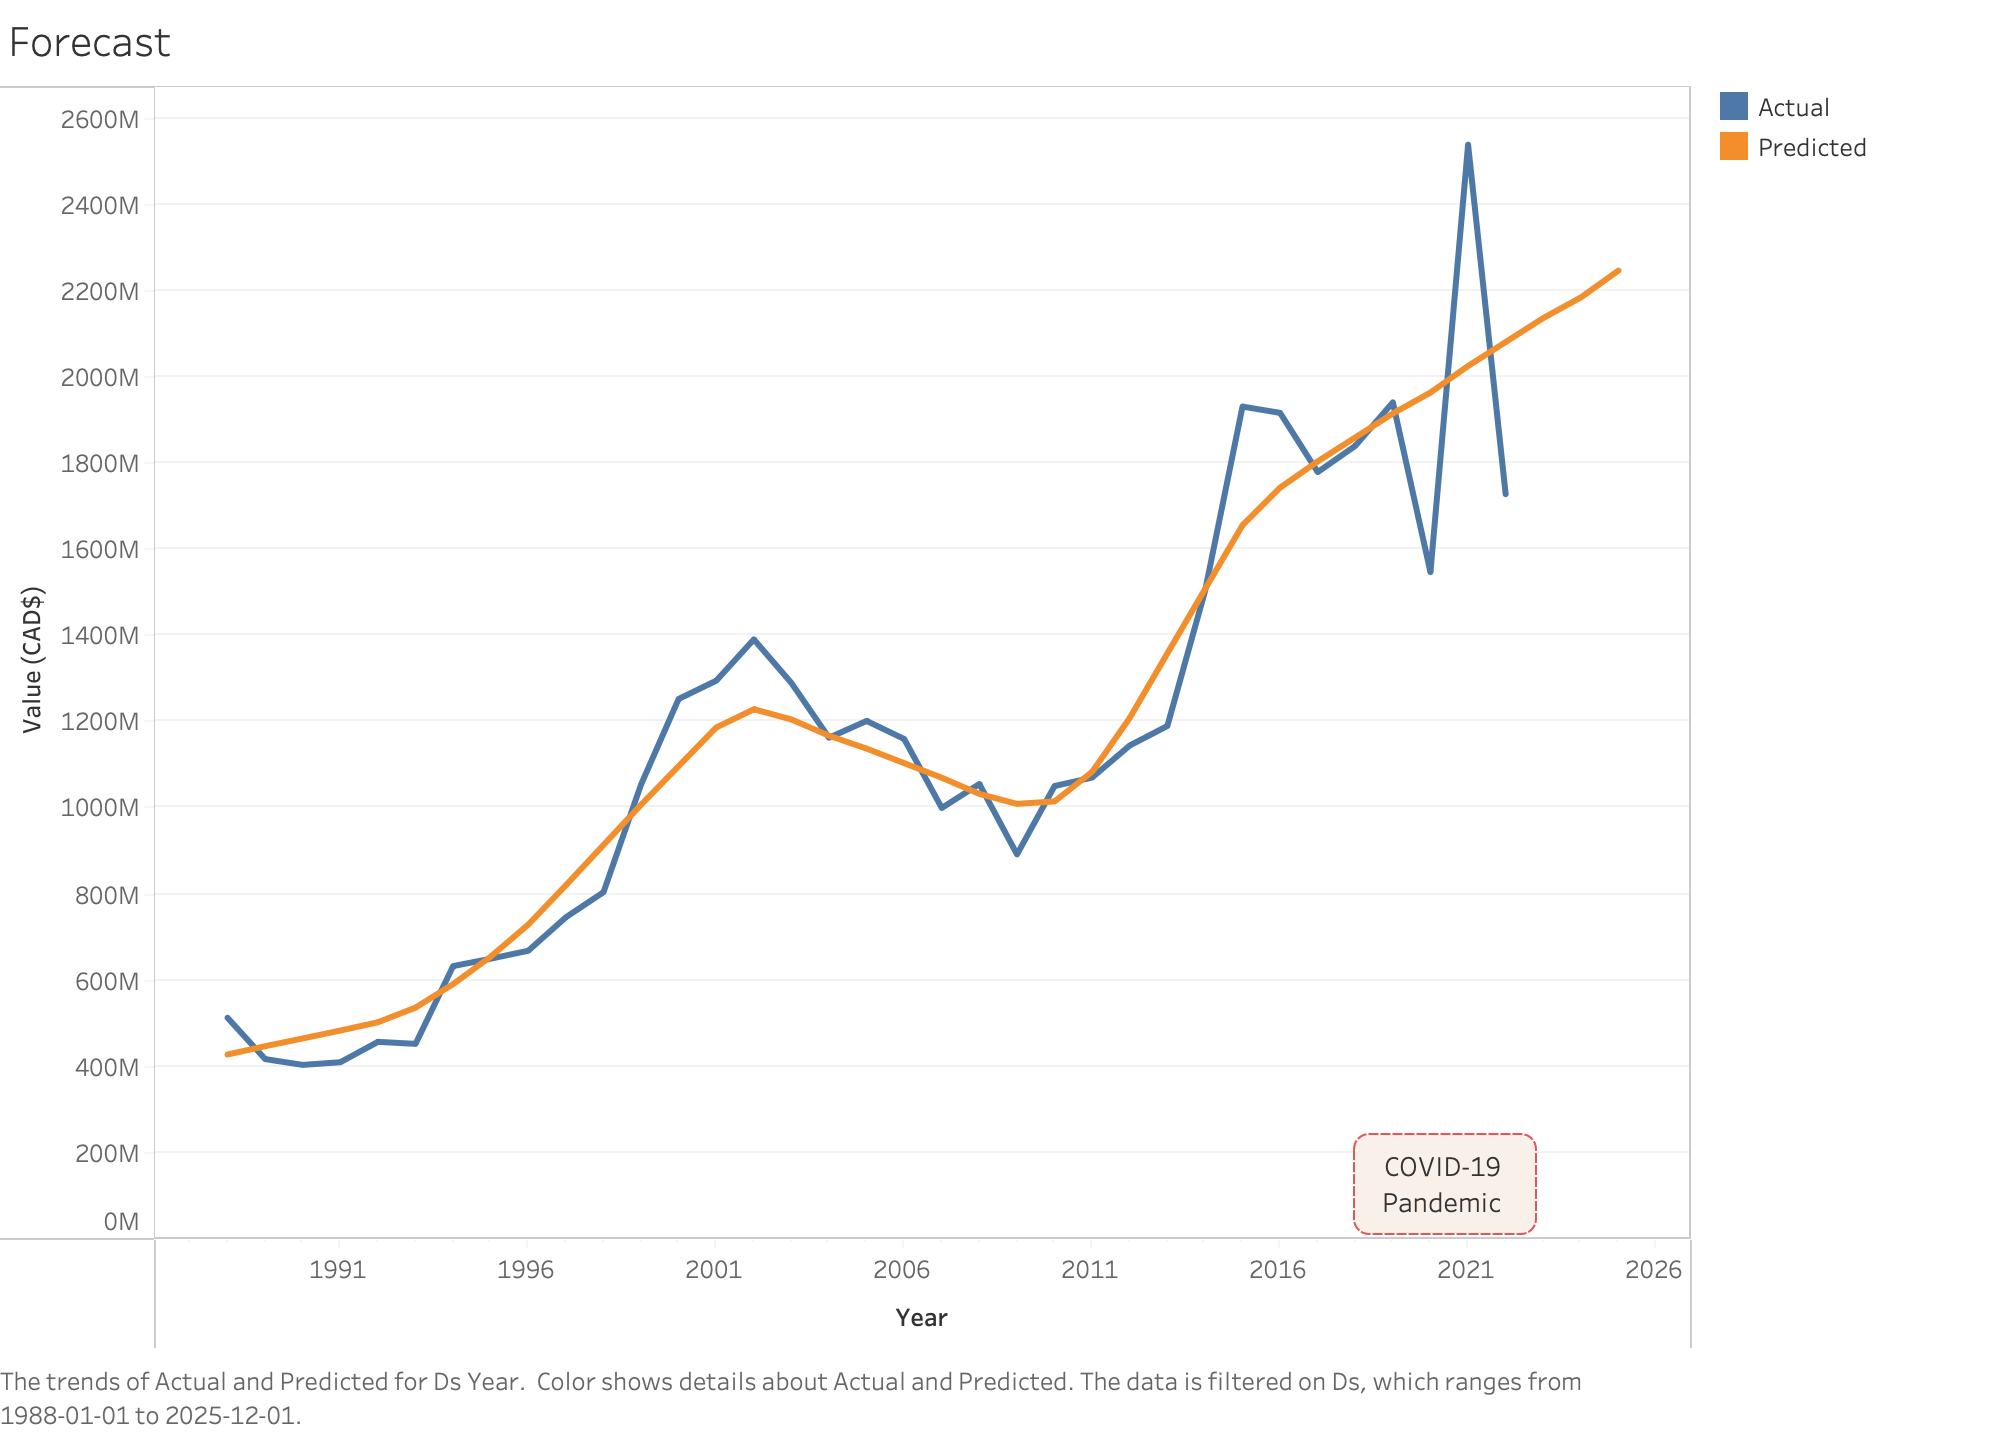 Forecast
Actual
Predicted
2600M
2400M
2200M
2000M
1800M
1600M
1400M
1200M
1000M
800M
600M
400M
200M
0M
Value (CAD$)
COVID-19
Pandemic
1991
1996
2001
2006
2011
2016
2021
2026
Year
The trends of Actual and Predicted for Ds Year.  Color shows details about Actual and Predicted. The data is filtered on Ds, which ranges from
1988-01-01 to 2025-12-01.